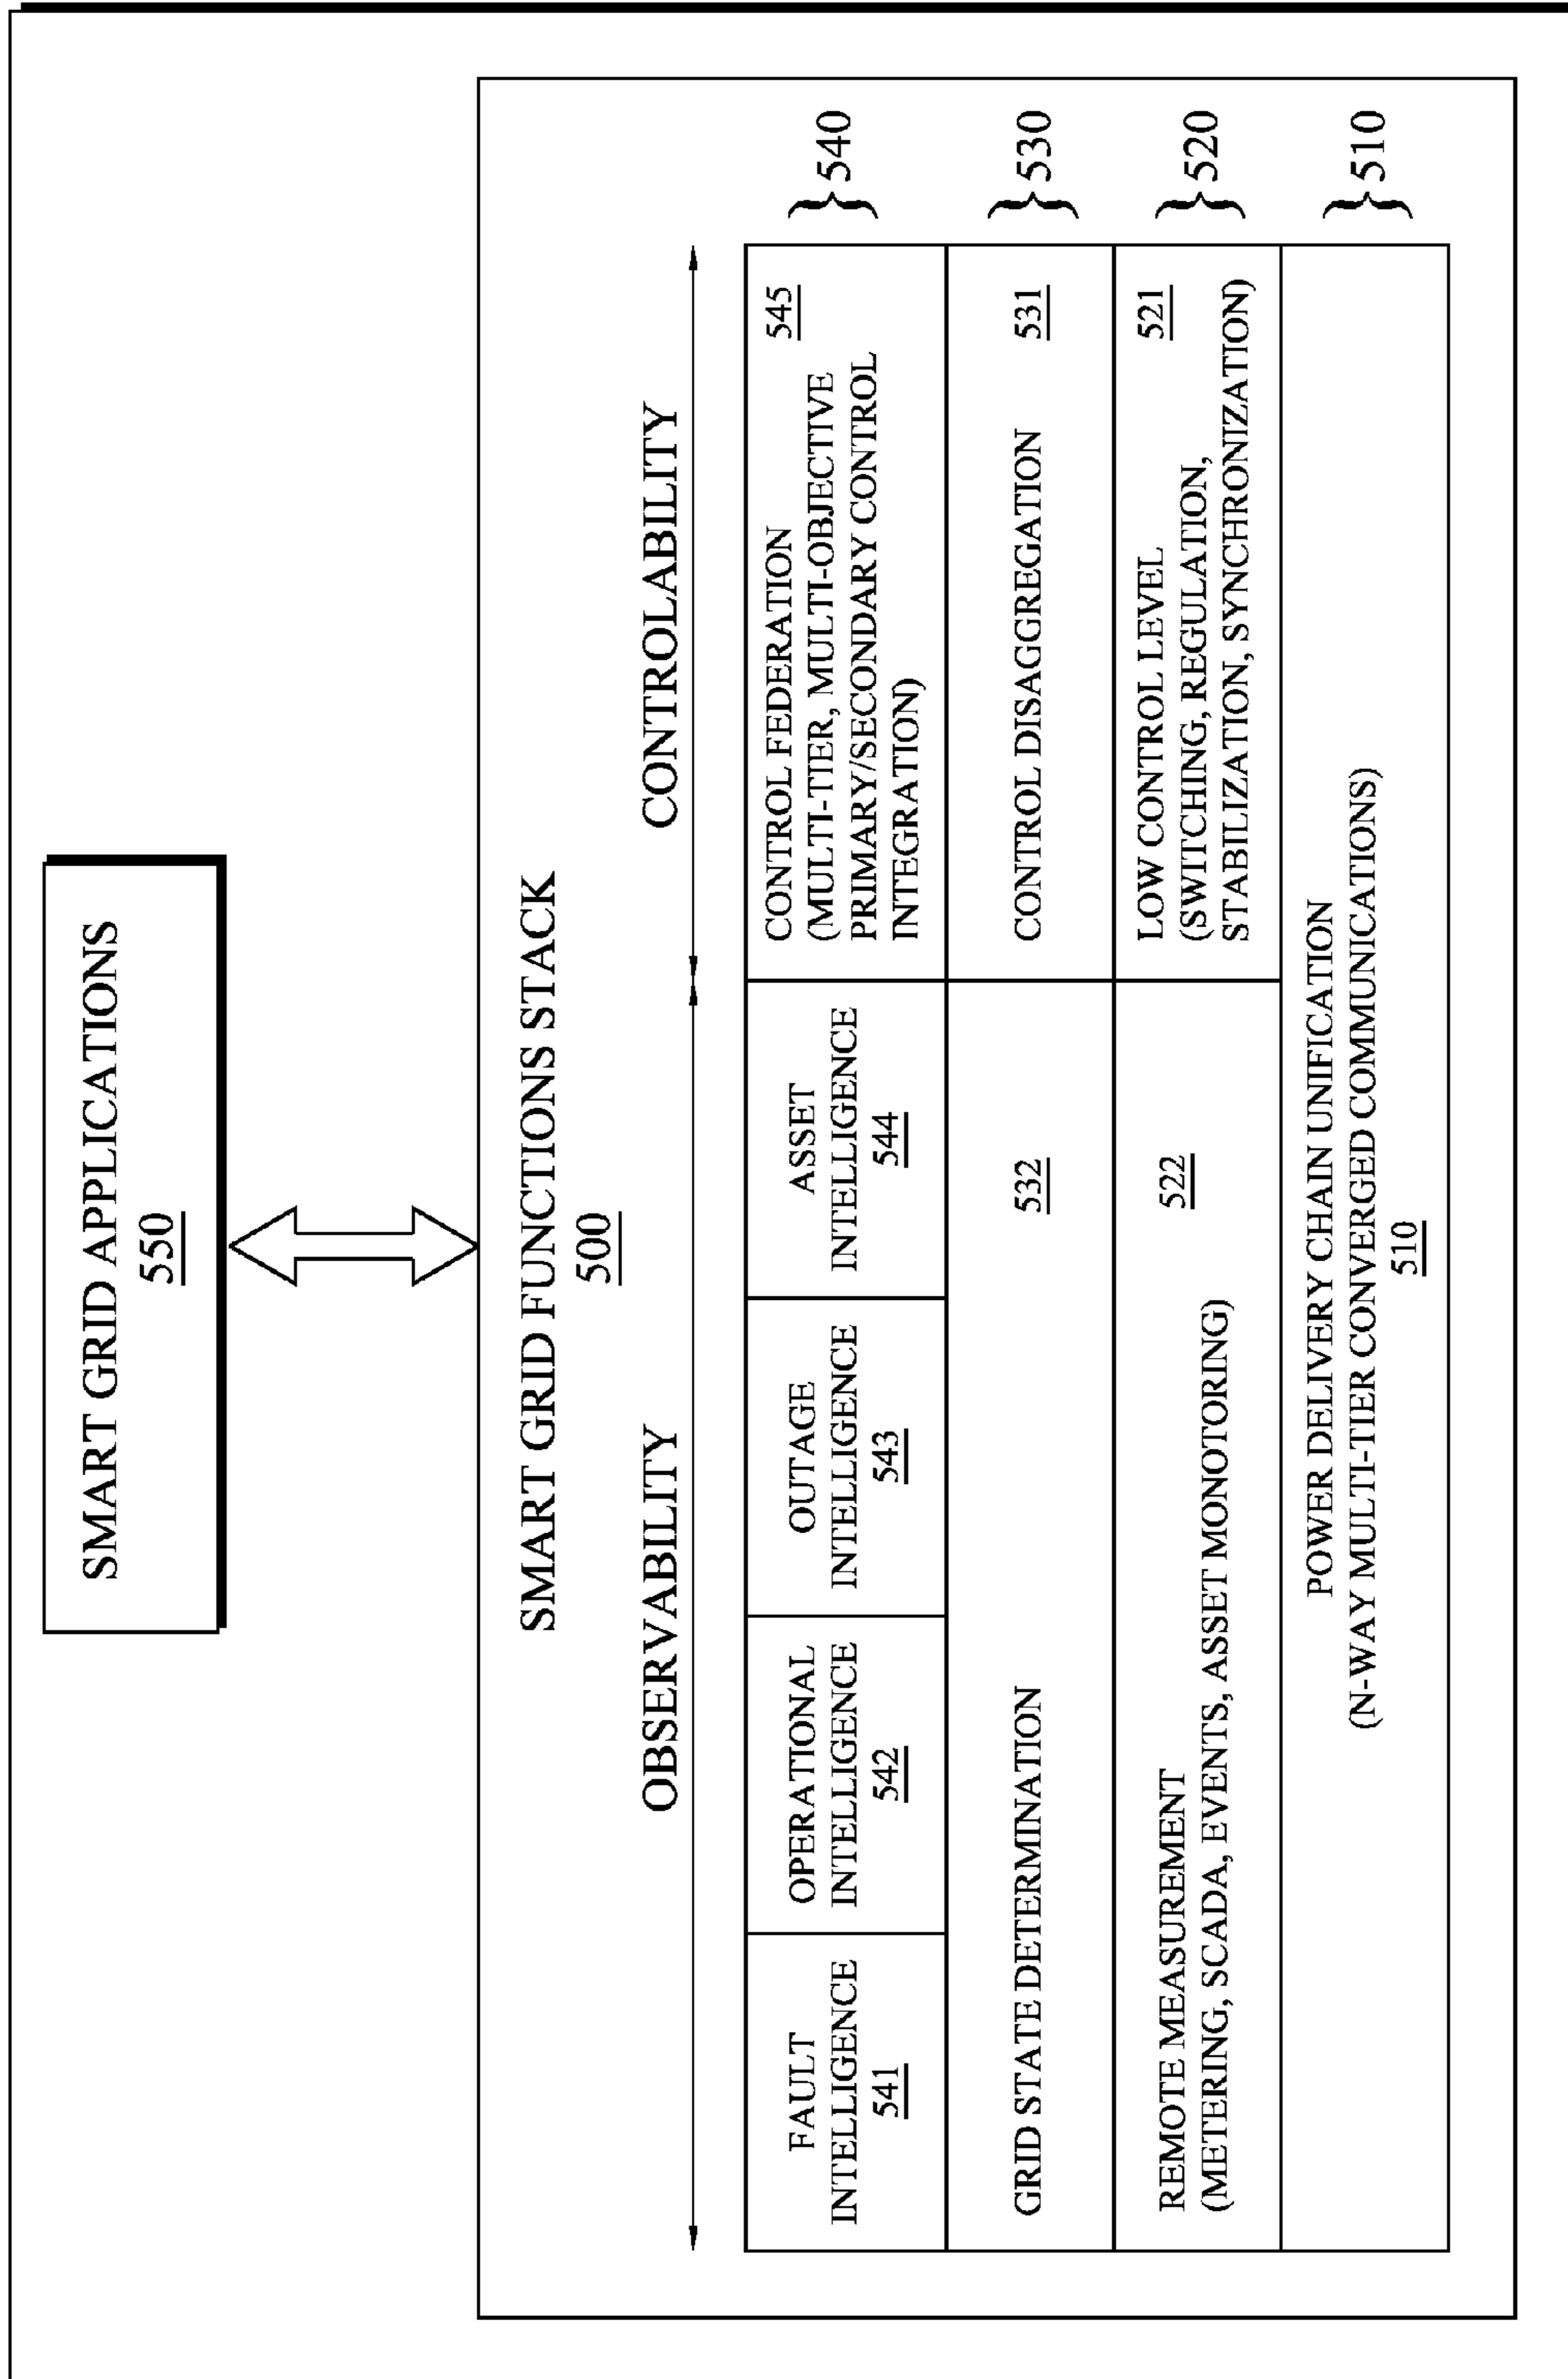 SMART GRID APPLICATIONS
550
SMART GRID FUNCTIONS STACK
500
OBSERVABILITY
CONTROLABILITY
FAULT
INTELLIGENCE
541
OPERATIONAL
INTELLIGENCE
542
OUTAGE
INTELLIGENCE
543
ASSET
INTELLIGENCE
544
CONTROL FEDERATION
545
(MULTI-TIER, MULTI-OBJECTIVE
PRIMARY/SECONDARY CONTROL
INTEGRATION)
}540
GRID STATE DETERMINATION
532
CONTROL DISAGGREGATION
531
}530
REMOTE MEASUREMENT
(METERING, SCADA, EVENTS, ASSET MONOTORING)
522
LOW CONTROL LEVEL
521
(SWITCHING, REGULATION,
STABILIZATION, SYNCHRONIZATION)
}520
POWER DELIVERY CHAIN UNIFICATION
(N-WAY MULTI-TIER CONVERGED COMMUNICATIONS)
510
}510